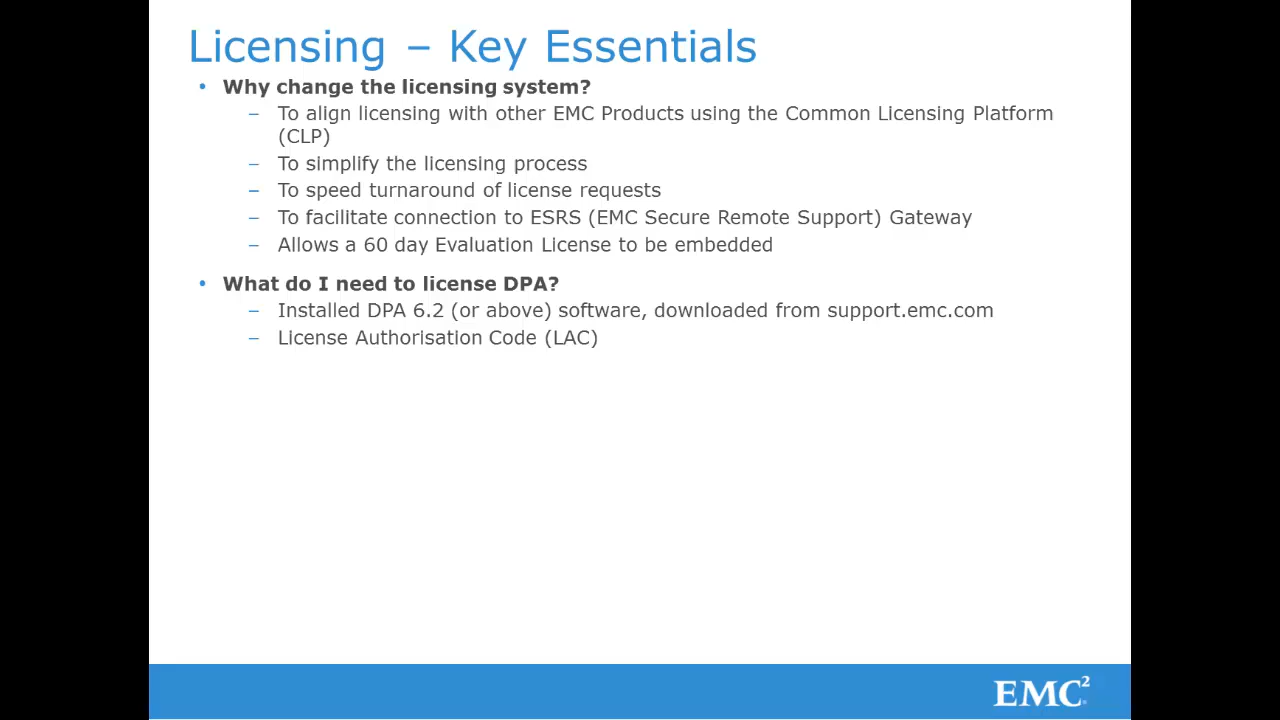 Licensing – Key Essentials
• Why change the licensing system?
– To align licensing with other EMC Products using the Common Licensing Platform
(CLP)
– To simplify the licensing process
– To speed turnaround of license requests
– To facilitate connection to ESRS (EMC Secure Remote Support) Gateway
– Allows a 60 day Evaluation License to be embedded
• What do I need to license DPA?
– Installed DPA 6.2 (or above) software, downloaded from support.emc.com
– License Authorisation Code (LAC)
EMC²